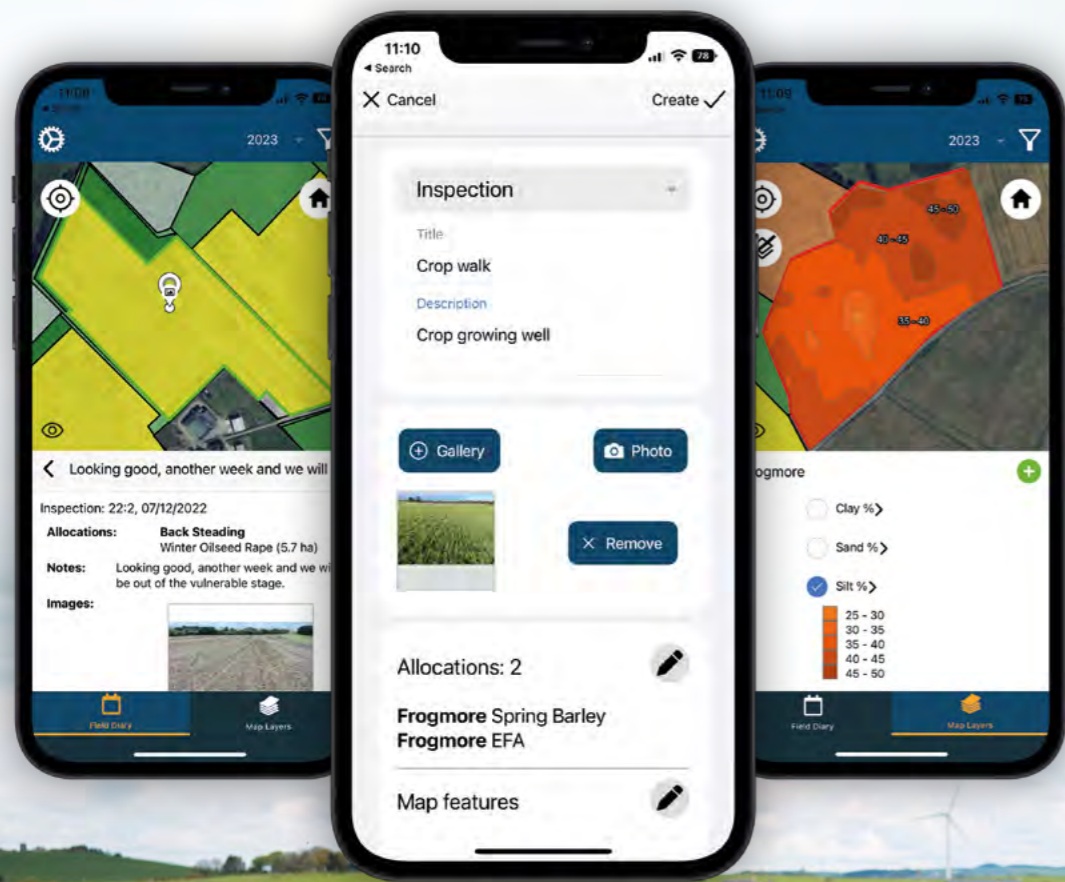 11:09
2023
Looking good, another week and we will
Inspection: 22:2, 07/12/2022
Allocations: Back Steading
Winter Oilseed Rape (5.7 ha)
Notes: Looking good, another week and we wi
be out of the vulnerable stage.
Images:
Field Diary
Map Layers
11:10
78
Search
Cancel
Create
Inspection
Title
Crop walk
Description
Crop growing well
Gallery
Photo
Remove
Allocations: 2
Frogmore Spring Barley
Frogmore EFA
Map features
11:09
2023
45-50
40-45
35-40
rogmore
Clay %
Sand %
Silt %
25 - 30
30 - 35
35 - 40
40 - 45
45 - 50
Field Diary
Map Layers